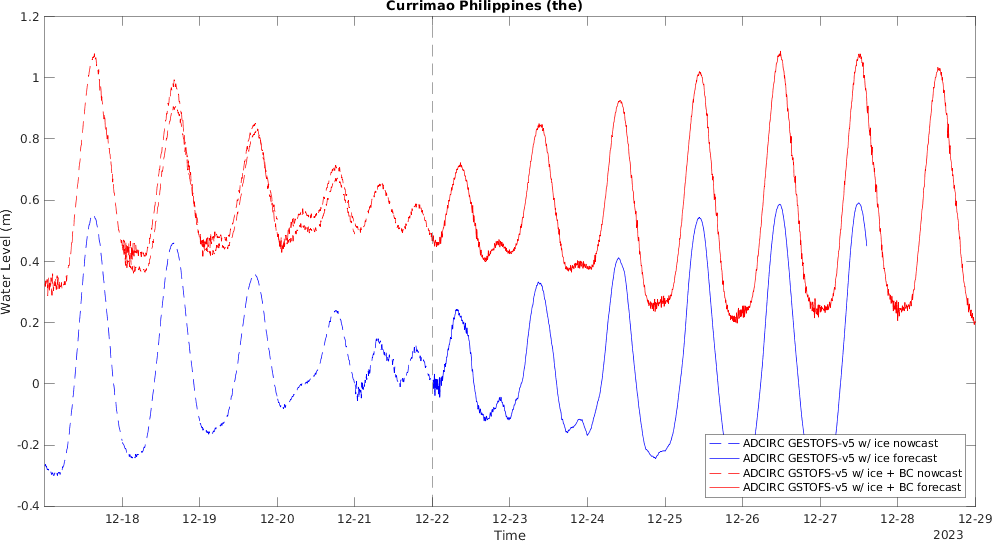 Currimao Philippines (the)
1.2
1
0.8
0.6
0.4
0.2
0
-0.2
-0.4
Water Level (m)
ADCIRC GESTOFS-v5 w/ ice nowcast
ADCIRC GESTOFS-v5 w/ ice forecast
ADCIRC GSTOFS-v5 w/ ice + BC nowcast
ADCIRC GSTOFS-v5 w/ ice + BC forecast
12-18 12-19 12-20 12-21 12-22 12-23 12-24 12-25 12-26 12-27 12-28 12-29
Time
2023